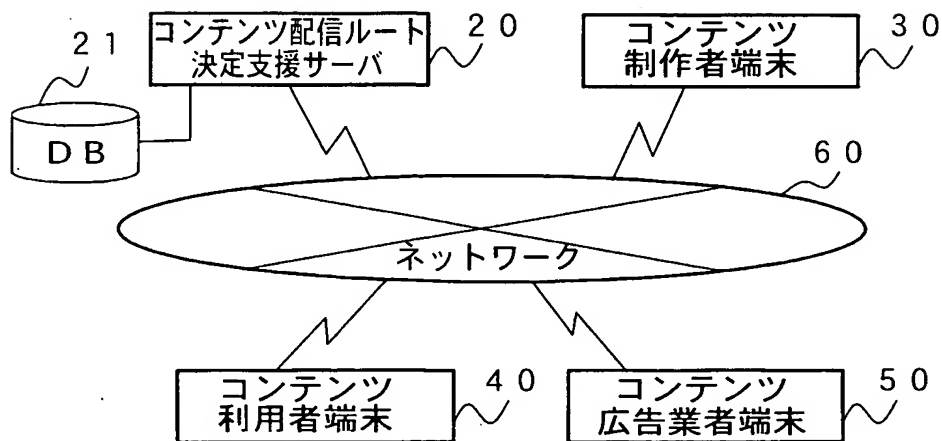 コンテンツ配信ルート
決定支援サーバ
２０
コンテンツ
制作者端末
３０
２１
ＤＢ
６０
ネットワーク
コンテンツ
利用者端末
４０
コンテンツ
広告業者端末
５０